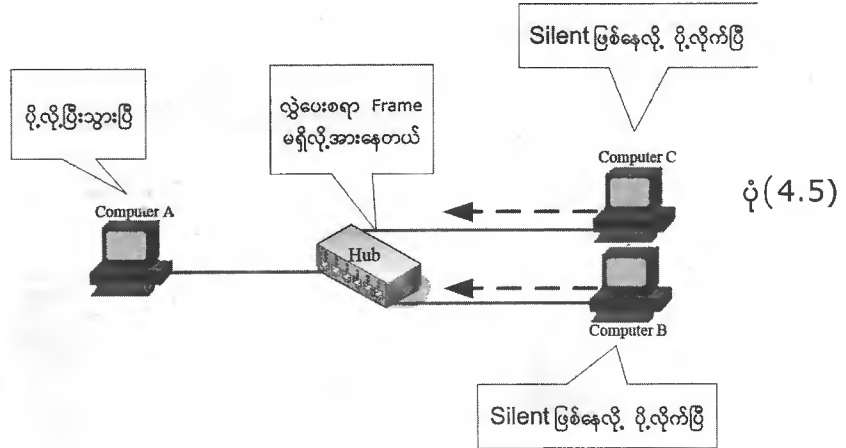 Silent ဖြစ်နေလို့ ပို့လိုက်ပြီ
ပို့လို့ပြီးသွားပြီ
လွှဲပေးစရာ Frame
မရှိလို့အားနေတယ်
Computer C
ပုံ(4.5)
Computer A
Hub
Computer B
Silent ဖြစ်နေလို့ ပို့လိုက်ပြီ